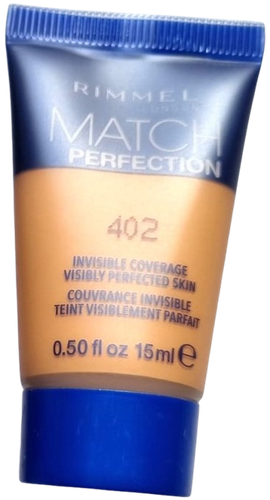 RIMMEL
LONDON
MATCH
PERFECTION
402
INVISIBLE COVERAGE
VISIBLY PERFECTED SKIN
COUVRANCE INVISIBLE
TEINT VISIBLEMENT PARFAIT
0.50 fl oz 15ml ℮